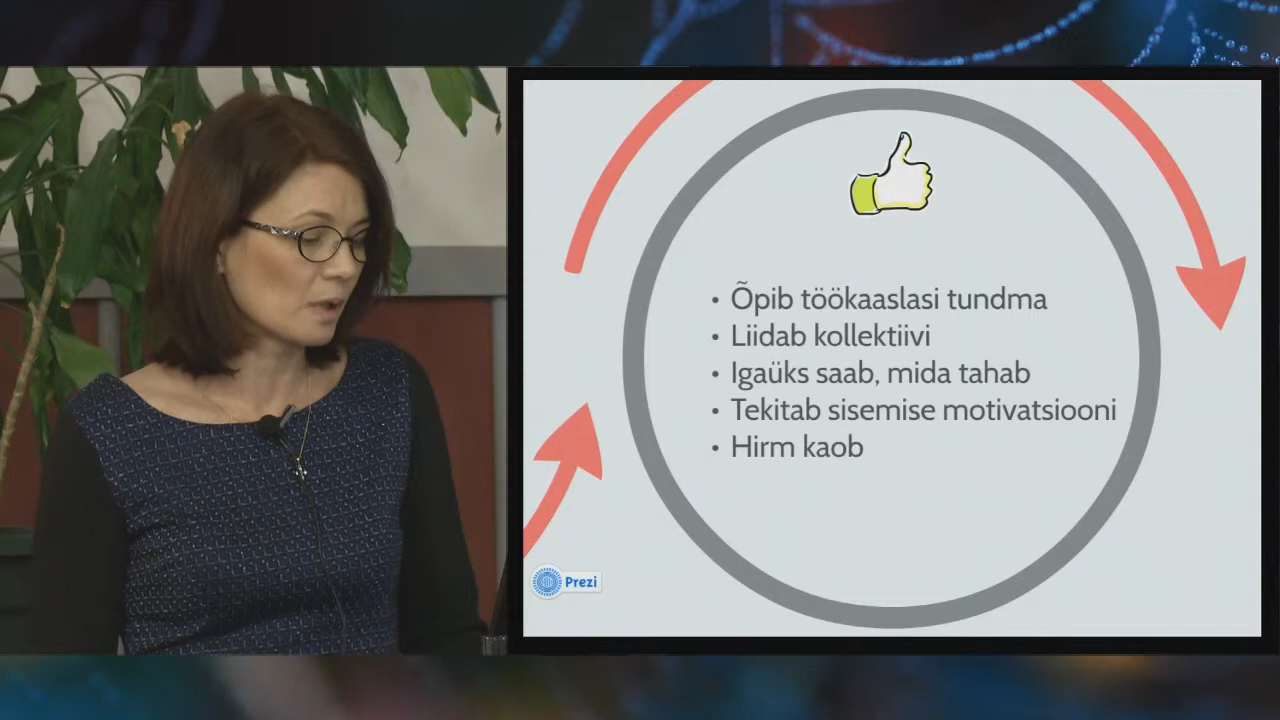 Õpib töökaaslasi tundma
Liidab kollektiivi
Igaüks saab, mida tahab
Tekitab sisemise motivatsiooni
Hirm kaob
Prezi